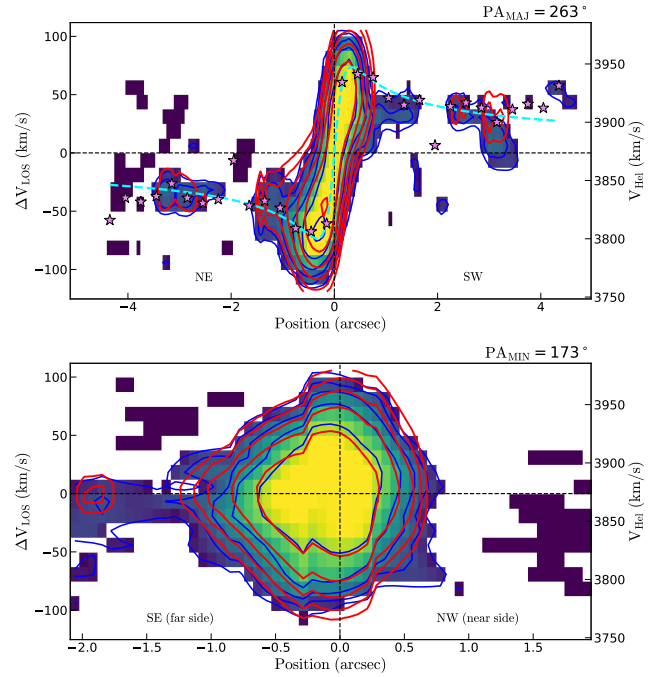 PA_MAJ = 263°
100
50
0
−50
−100
ΔV_LOS (km/s)
3950
3900
3850
3800
3750
V_Hel (km/s)
NE
SW
−4
−2
0
2
4
Position (arcsec)
PA_MIN = 173°
100
50
0
−50
−100
ΔV_LOS (km/s)
3950
3900
3850
3800
3750
V_Hel (km/s)
SE (far side)
NW (near side)
−2.0
−1.5
−1.0
−0.5
0.0
0.5
1.0
1.5
Position (arcsec)